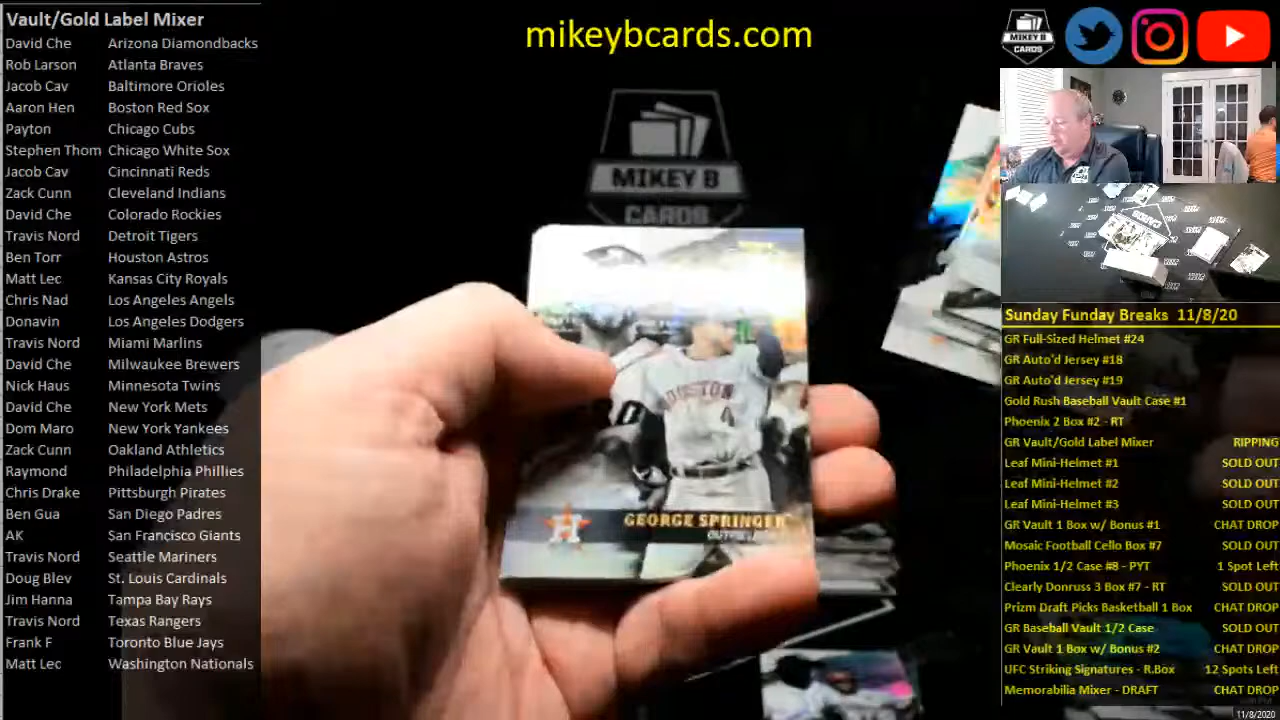 Vault/Gold Label Mixer
David Che Arizona Diamondbacks
Rob Larson Atlanta Braves
Jacob Cav Baltimore Orioles
Aaron Hen Boston Red Sox
Payton Chicago Cubs
Stephen Thom Chicago White Sox
Jacob Cav Cincinnati Reds
Zack Cunn Cleveland Indians
David Che Colorado Rockies
Travis Nord Detroit Tigers
Ben Torr Houston Astros
Matt Lec Kansas City Royals
Chris Nad Los Angeles Angels
Donavin Los Angeles Dodgers
Travis Nord Miami Marlins
David Che Milwaukee Brewers
Nick Haus Minnesota Twins
David Che New York Mets
Dom Maro New York Yankees
Zack Cunn Oakland Athletics
Raymond Philadelphia Phillies
Chris Drake Pittsburgh Pirates
Ben Gua San Diego Padres
AK San Francisco Giants
Travis Nord Seattle Mariners
Doug Blev St. Louis Cardinals
Jim Hanna Tampa Bay Rays
Travis Nord Texas Rangers
Frank F Toronto Blue Jays
Matt Lec Washington Nationals
mikeybcards.com
MIKEY B
CARDS
HOUSTON
4
H
GEORGE SPRINGER
MIKEY B
CARDS
CARDS
Sunday Funday Breaks 11/8/20
GR Full-Sized Helmet #24
GR Auto'd Jersey #18
GR Auto'd Jersey #19
Gold Rush Baseball Vault Case #1
Phoenix 2 Box #2 - RT
GR Vault/Gold Label Mixer RIPPING
Leaf Mini-Helmet #1 SOLD OUT
Leaf Mini-Helmet #2 SOLD OUT
Leaf Mini-Helmet #3 SOLD OUT
GR Vault 1 Box w/ Bonus #1 CHAT DROP
Mosaic Football Cello Box #7 SOLD OUT
Phoenix 1/2 Case #8 - PYT 1 Spot Left
Clearly Donruss 3 Box #7 - RT SOLD OUT
Prizm Draft Picks Basketball 1 Box CHAT DROP
GR Baseball Vault 1/2 Case SOLD OUT
GR Vault 1 Box w/ Bonus #2 CHAT DROP
UFC Striking Signatures - R.Box 12 Spots Left
Memorabilia Mixer - DRAFT CHAT DROP
11/8/2020